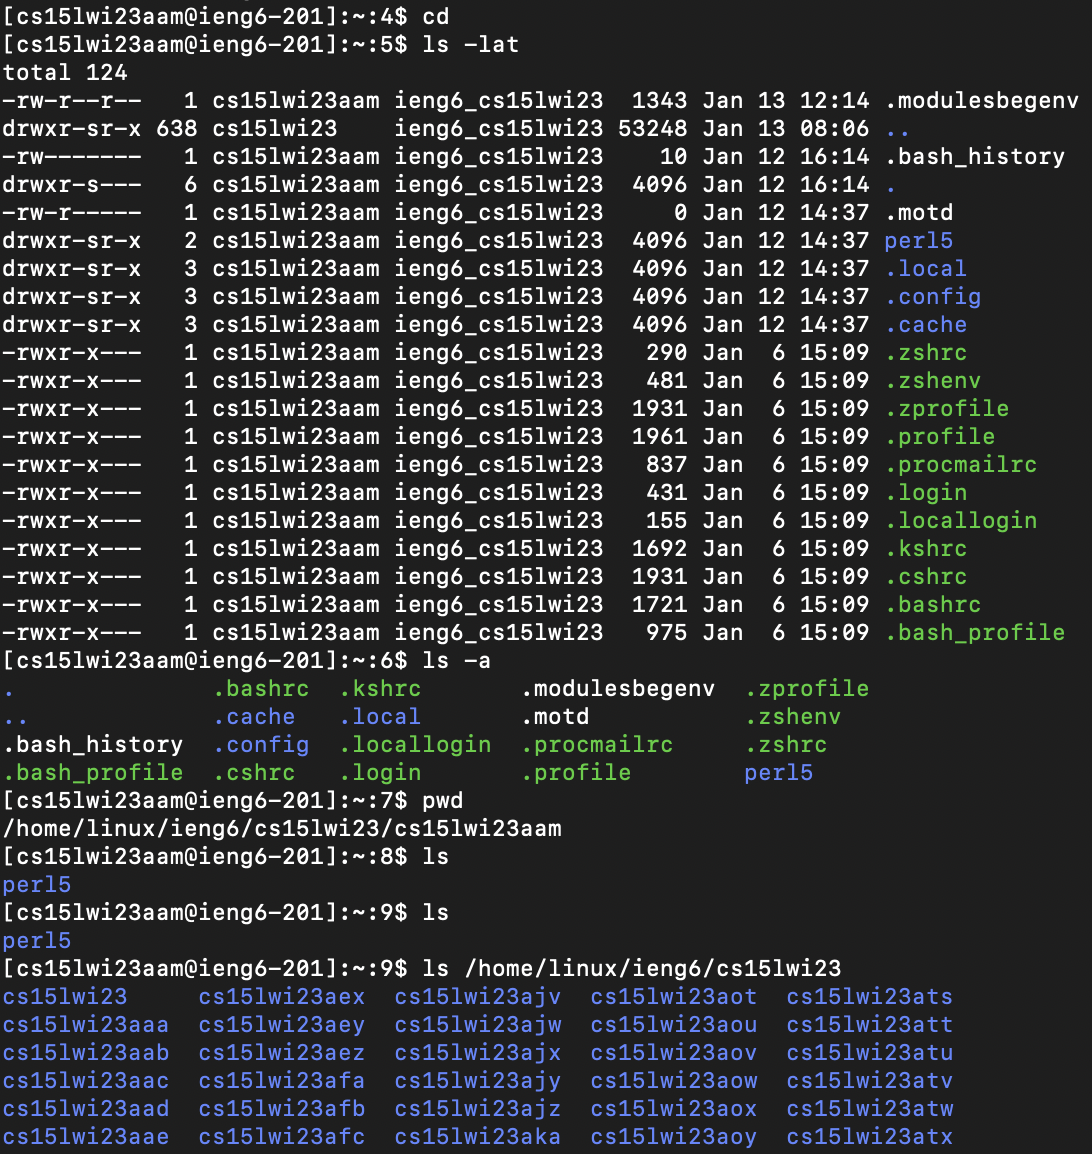 [cs15lwi23aam@ieng6-201]:~:4$ cd
[cs15lwi23aam@ieng6-201]:~:5$ ls -lat
total 124
-rw-r--r--   1 cs15lwi23aam ieng6_cs15lwi23  1343 Jan 13 12:14 .modulesbegenv
drwxr-sr-x 638 cs15lwi23    ieng6_cs15lwi23 53248 Jan 13 08:06 ..
-rw-------   1 cs15lwi23aam ieng6_cs15lwi23    10 Jan 12 16:14 .bash_history
drwxr-s---   6 cs15lwi23aam ieng6_cs15lwi23  4096 Jan 12 16:14 .
-rw-r-----   1 cs15lwi23aam ieng6_cs15lwi23     0 Jan 12 14:37 .motd
drwxr-sr-x   2 cs15lwi23aam ieng6_cs15lwi23  4096 Jan 12 14:37 perl5
drwxr-sr-x   3 cs15lwi23aam ieng6_cs15lwi23  4096 Jan 12 14:37 .local
drwxr-sr-x   3 cs15lwi23aam ieng6_cs15lwi23  4096 Jan 12 14:37 .config
drwxr-sr-x   3 cs15lwi23aam ieng6_cs15lwi23  4096 Jan 12 14:37 .cache
-rwxr-x---   1 cs15lwi23aam ieng6_cs15lwi23   290 Jan  6 15:09 .zshrc
-rwxr-x---   1 cs15lwi23aam ieng6_cs15lwi23   481 Jan  6 15:09 .zshenv
-rwxr-x---   1 cs15lwi23aam ieng6_cs15lwi23  1931 Jan  6 15:09 .zprofile
-rwxr-x---   1 cs15lwi23aam ieng6_cs15lwi23  1961 Jan  6 15:09 .profile
-rwxr-x---   1 cs15lwi23aam ieng6_cs15lwi23   837 Jan  6 15:09 .procmailrc
-rwxr-x---   1 cs15lwi23aam ieng6_cs15lwi23   431 Jan  6 15:09 .login
-rwxr-x---   1 cs15lwi23aam ieng6_cs15lwi23   155 Jan  6 15:09 .locallogin
-rwxr-x---   1 cs15lwi23aam ieng6_cs15lwi23  1692 Jan  6 15:09 .kshrc
-rwxr-x---   1 cs15lwi23aam ieng6_cs15lwi23  1931 Jan  6 15:09 .cshrc
-rwxr-x---   1 cs15lwi23aam ieng6_cs15lwi23  1721 Jan  6 15:09 .bashrc
-rwxr-x---   1 cs15lwi23aam ieng6_cs15lwi23   975 Jan  6 15:09 .bash_profile
[cs15lwi23aam@ieng6-201]:~:6$ ls -a
.              .bashrc  .kshrc       .modulesbegenv  .zprofile
..             .cache   .local       .motd           .zshenv
.bash_history  .config  .locallogin  .procmailrc     .zshrc
.bash_profile  .cshrc   .login       .profile        perl5
[cs15lwi23aam@ieng6-201]:~:7$ pwd
/home/linux/ieng6/cs15lwi23/cs15lwi23aam
[cs15lwi23aam@ieng6-201]:~:8$ ls
perl5
[cs15lwi23aam@ieng6-201]:~:9$ ls
perl5
[cs15lwi23aam@ieng6-201]:~:9$ ls /home/linux/ieng6/cs15lwi23
cs15lwi23     cs15lwi23aex  cs15lwi23ajv  cs15lwi23aot  cs15lwi23ats
cs15lwi23aaa  cs15lwi23aey  cs15lwi23ajw  cs15lwi23aou  cs15lwi23att
cs15lwi23aab  cs15lwi23aez  cs15lwi23ajx  cs15lwi23aov  cs15lwi23atu
cs15lwi23aac  cs15lwi23afa  cs15lwi23ajy  cs15lwi23aow  cs15lwi23atv
cs15lwi23aad  cs15lwi23afb  cs15lwi23ajz  cs15lwi23aox  cs15lwi23atw
cs15lwi23aae  cs15lwi23afc  cs15lwi23aka  cs15lwi23aoy  cs15lwi23atx